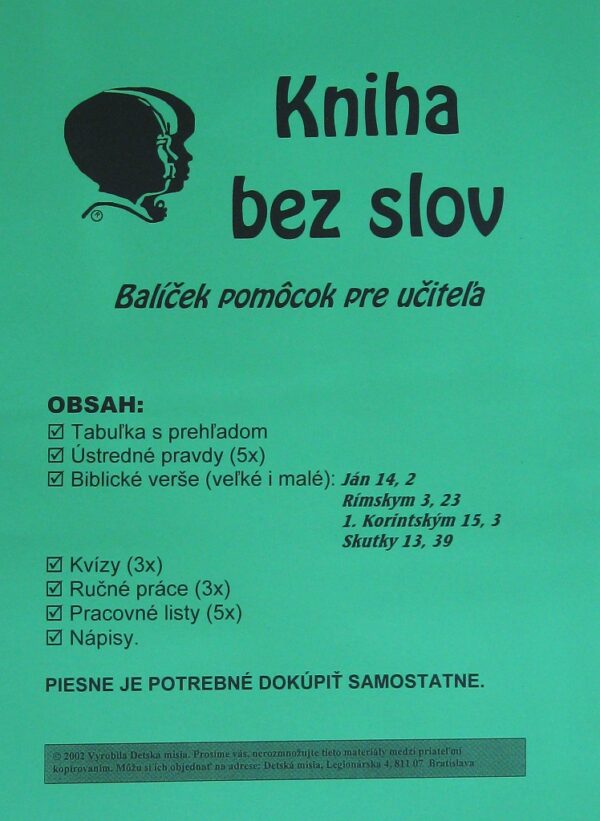 Kniha
bez slov
Balíček pomôcok pre učiteľa
OBSAH:
☑ Tabuľka s prehľadom
☑ Ústredné pravdy (5x)
☑ Biblické verše (veľké i malé): Ján 14, 2
Rímskym 3, 23
1. Korintským 15, 3
Skutky 13, 39
☑ Kvízy (3x)
☑ Ručné práce (3x)
☑ Pracovné listy (5x)
☑ Nápisy.
PIESNE JE POTREBNÉ DOKÚPIŤ SAMOSTATNE.
© 2002 Vyrobila Detská misia. Prosíme vás, nerozmnožujte tieto materiály medzi priateľmi
kopírovaním. Môžu si ich objednať na adrese: Detská misia, Legionárska 4, 811 07 Bratislava